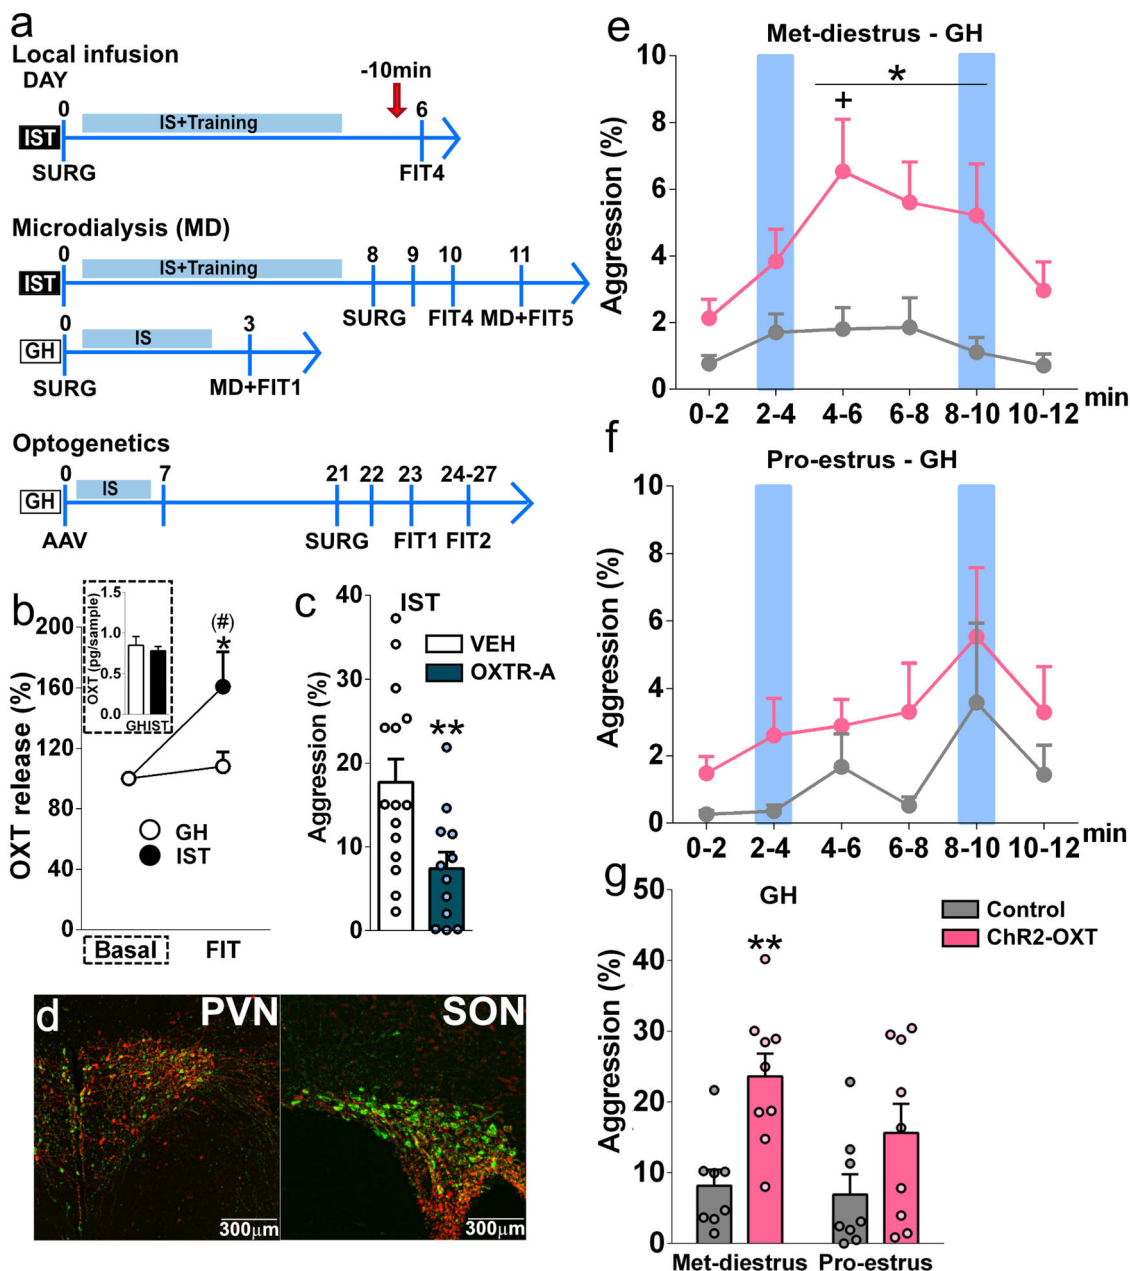 a
Local infusion
DAY
-10min
0
6
IS+Training
IST
SURG
FIT4
Microdialysis (MD)
0
8
9
10
11
IS+Training
IST
SURG
FIT4
MD+FIT5
0
3
IS
GH
SURG
MD+FIT1
Optogenetics
0
7
21
22
23
24-27
IS
GH
AAV
SURG
FIT1
FIT2
b
OXT release (%)
200
160
120
80
40
0
OXT (pg/sample)
1.5
1.0
0.5
0.0
GH IST
(#)
*
GH
IST
Basal
FIT
c
IST
Aggression (%)
40
30
20
10
0
VEH
OXTR-A
**
d
PVN
300µm
SON
300µm
e
Met-diestrus - GH
Aggression (%)
10
8
6
4
2
0
*
+
0-2
2-4
4-6
6-8
8-10
10-12
min
f
Pro-estrus - GH
Aggression (%)
10
8
6
4
2
0
0-2
2-4
4-6
6-8
8-10
10-12
min
g
GH
Aggression (%)
50
40
30
20
10
0
Control
ChR2-OXT
**
Met-diestrus
Pro-estrus